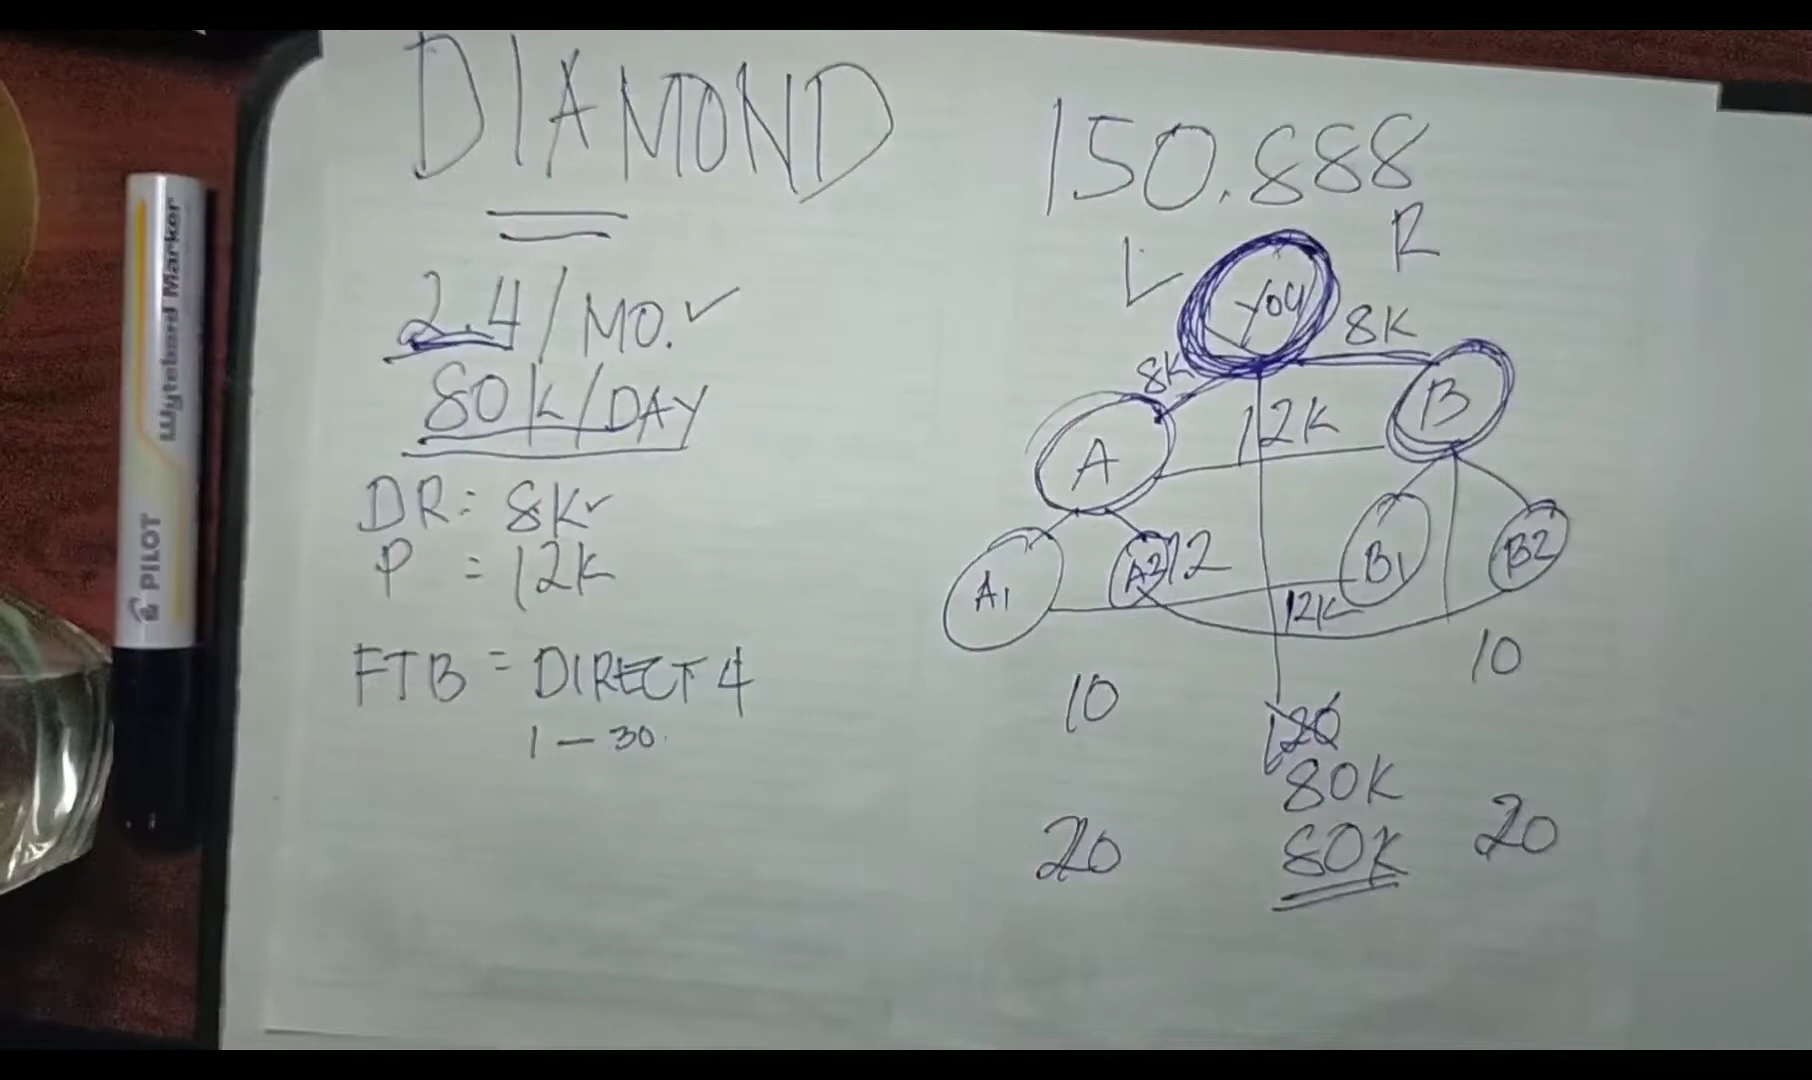 DIAMOND
150.888
L R
YOU
2.4/MO.✓
8K 8K
80K/DAY
A 12K B
DR: 8K✓
P = 12K
A1 A2 12 B1 B2
12K
FTB = DIRECT 4
1 - 30.
10 10
120
80K
20 80K 20
PILOT Wyteboard Marker